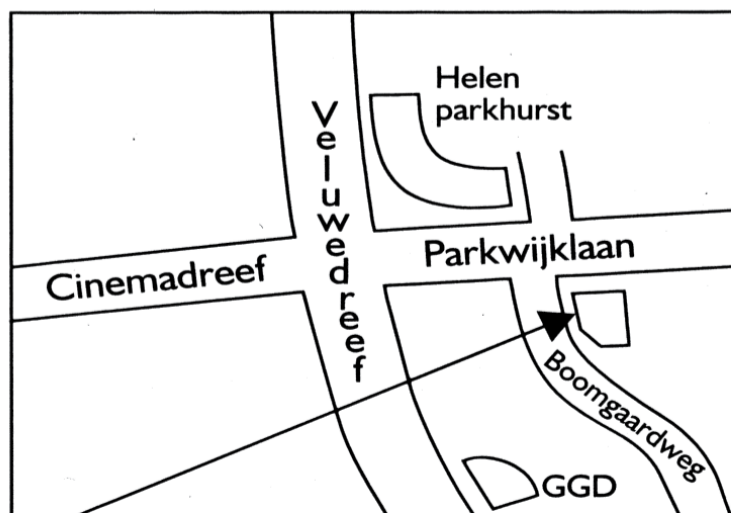 Helen
parkhurst
Veluwedreef
Parkwijklaan
Cinemadreef
Boomgaardweg
GGD